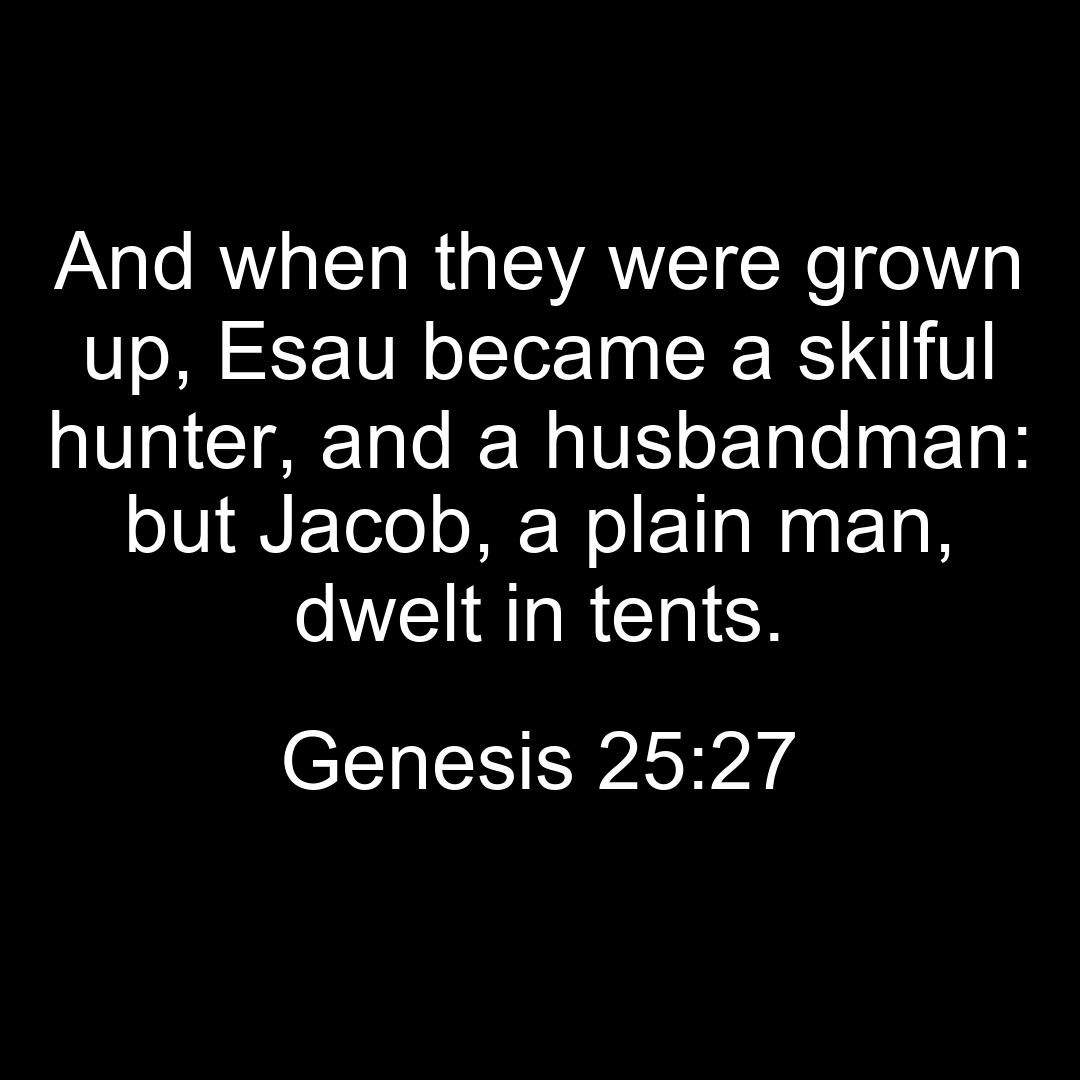 And when they were grown
up, Esau became a skilful
hunter, and a husbandman:
but Jacob, a plain man,
dwelt in tents.
Genesis 25:27